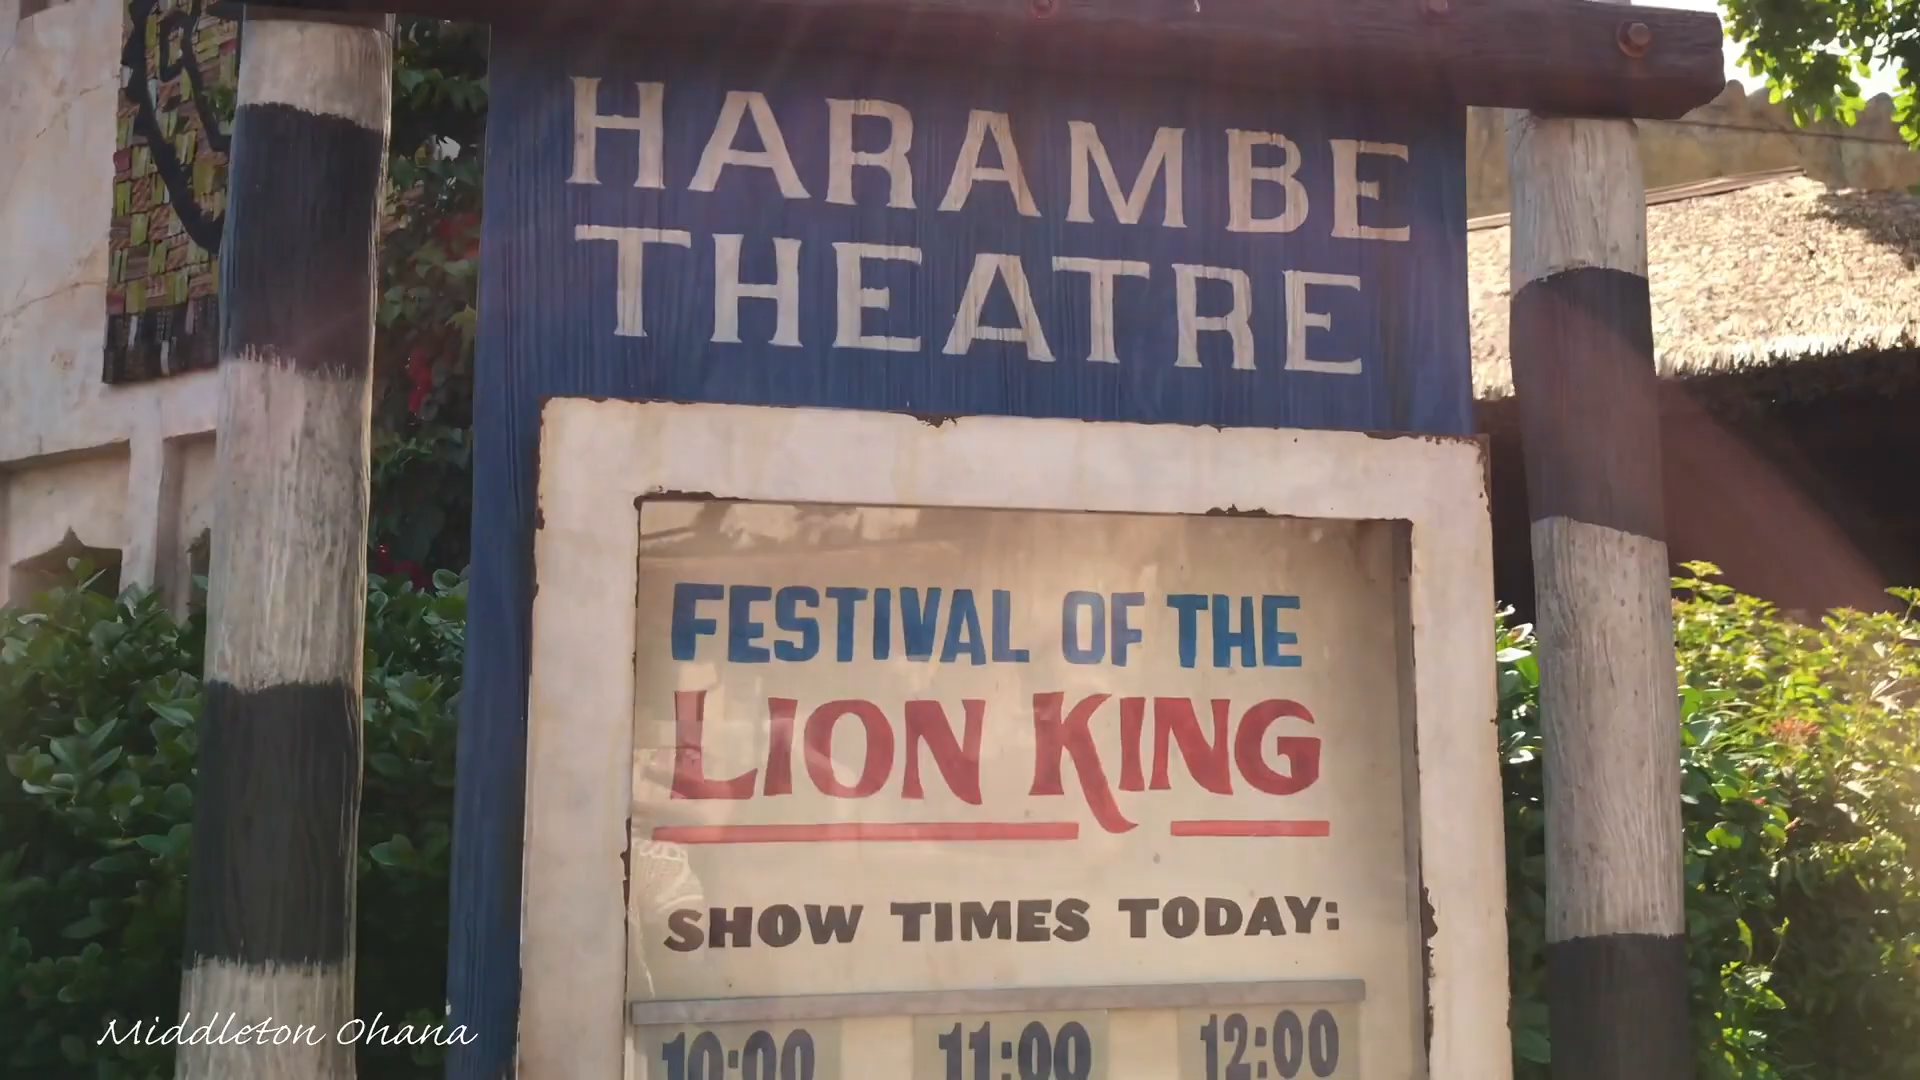 HARAMBE
THEATRE
FESTIVAL OF THE
LION KING
SHOW TIMES TODAY:
10:00 11:00 12:00
Middleton Ohana